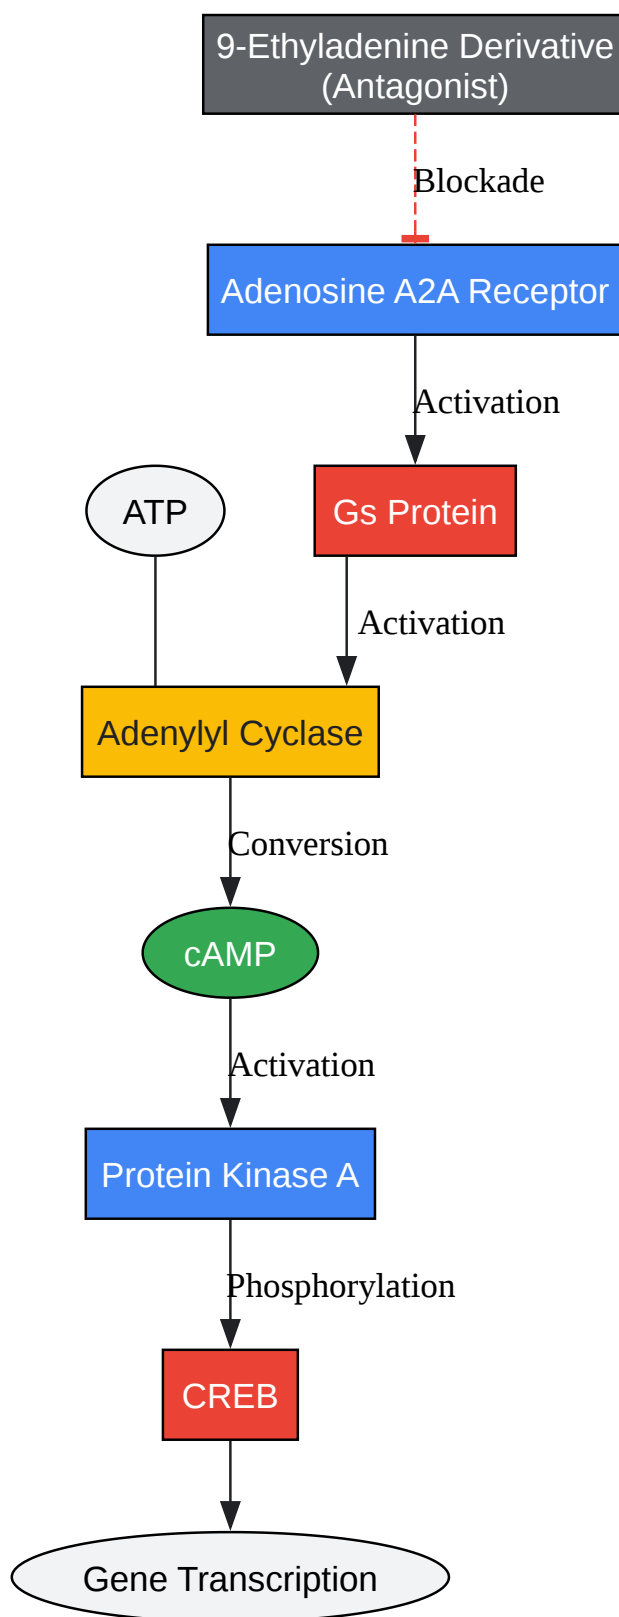 9-Ethyladenine Derivative
(Antagonist)
Blockade
Adenosine A2A Receptor
Activation
ATP
Gs Protein
Activation
Adenylyl Cyclase
Conversion
cAMP
Activation
Protein Kinase A
Phosphorylation
CREB
Gene Transcription